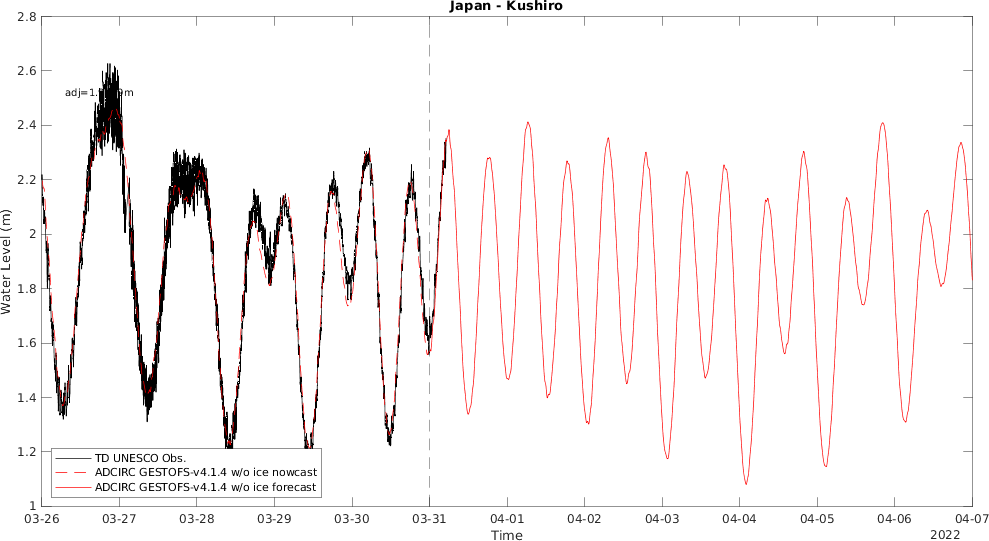 Japan - Kushiro
2.8
2.6
2.4
2.2
2
1.8
1.6
1.4
1.2
1
Water Level (m)
TD UNESCO Obs.
ADCIRC GESTOFS-v4.1.4 w/o ice nowcast
ADCIRC GESTOFS-v4.1.4 w/o ice forecast
03-26 03-27 03-28 03-29 03-30 03-31 04-01 04-02 04-03 04-04 04-05 04-06 04-07
Time
2022